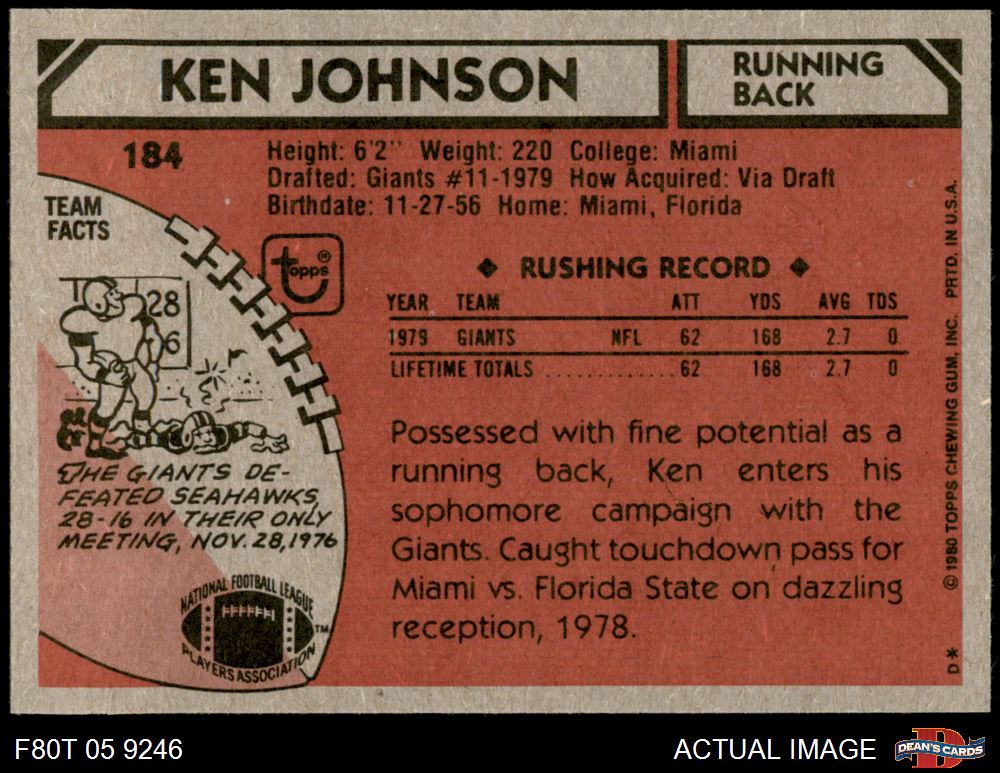 KEN JOHNSON
RUNNING
BACK
184
Height: 6'2" Weight: 220 College: Miami
Drafted: Giants #11-1979 How Acquired: Via Draft
Birthdate: 11-27-56 Home: Miami, Florida
TEAM
FACTS
topps®
28
6
THE GIANTS DE-
FEATED SEAHAWKS,
28-16 IN THEIR ONLY
MEETING, NOV. 28, 1976
NATIONAL FOOTBALL LEAGUE
PLAYERS ASSOCIATION
TM
◆ RUSHING RECORD ◆
YEAR TEAM ATT YDS AVG TDS
1979 GIANTS NFL 62 168 2.7 0
LIFETIME TOTALS ............ 62 168 2.7 0
Possessed with fine potential as a
running back, Ken enters his
sophomore campaign with the
Giants. Caught touchdown pass for
Miami vs. Florida State on dazzling
reception, 1978.
D* © 1980 TOPPS CHEWING GUM, INC. PRTD. IN U.S.A.
F80T 05 9246
ACTUAL IMAGE
D
DEAN'S CARDS